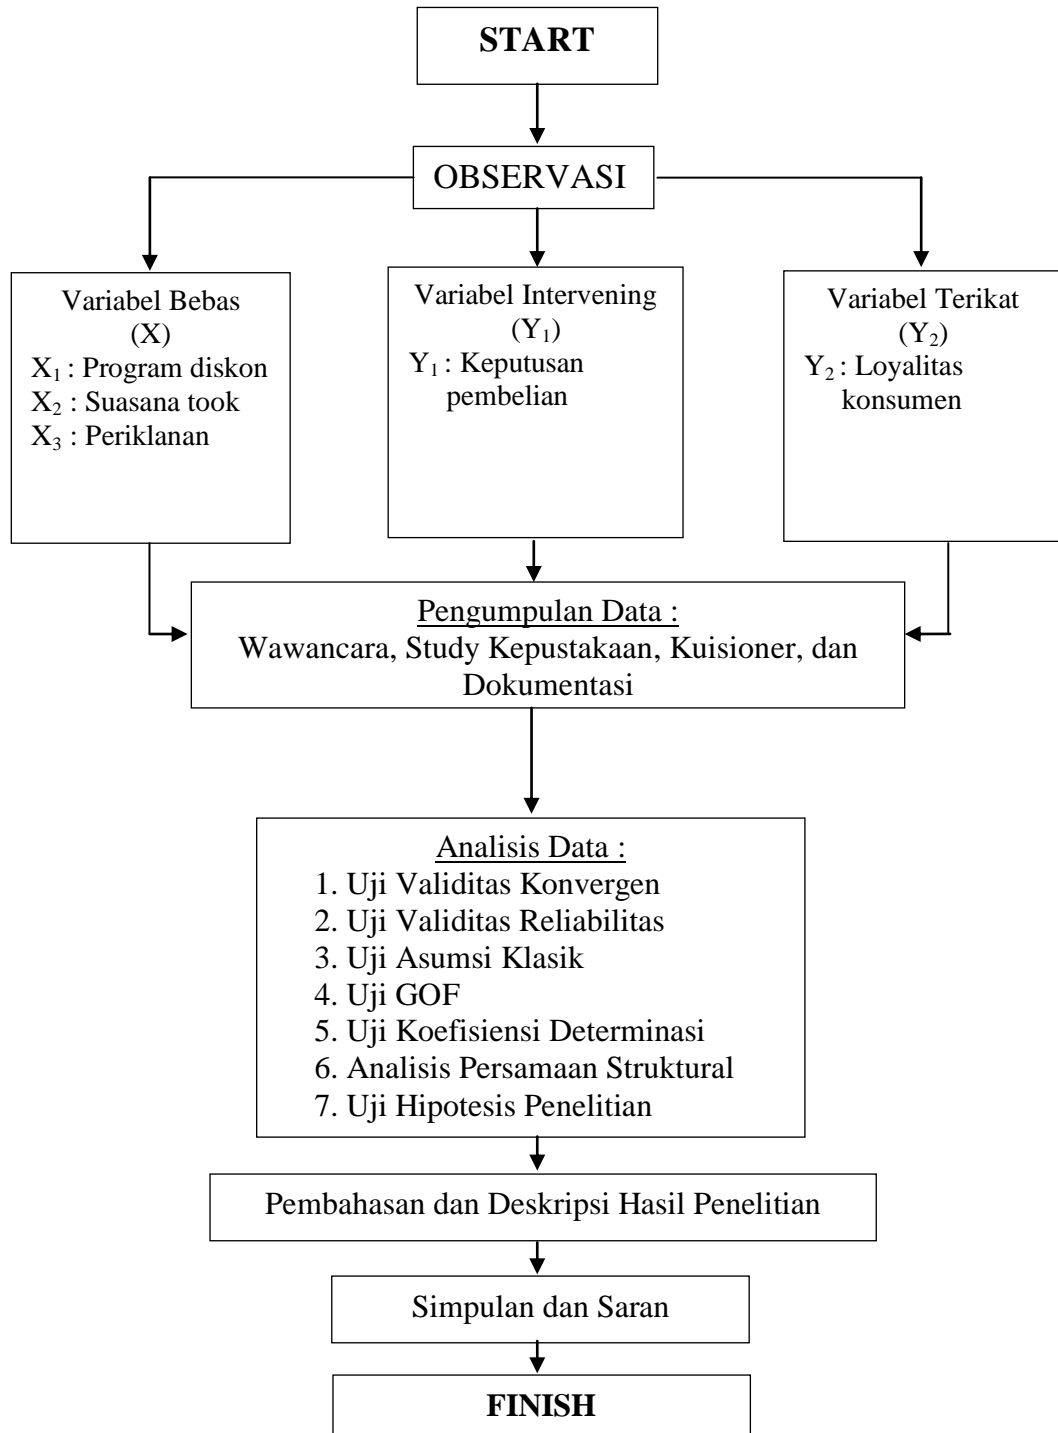 START
OBSERVASI
Variabel Bebas
(X)
X₁ : Program diskon
X₂ : Suasana took
X₃ : Periklanan
Variabel Intervening
(Y₁)
Y₁ : Keputusan
pembelian
Variabel Terikat
(Y₂)
Y₂ : Loyalitas
konsumen
Pengumpulan Data :
Wawancara, Study Kepustakaan, Kuisioner, dan
Dokumentasi
Analisis Data :
1. Uji Validitas Konvergen
2. Uji Validitas Reliabilitas
3. Uji Asumsi Klasik
4. Uji GOF
5. Uji Koefisiensi Determinasi
6. Analisis Persamaan Struktural
7. Uji Hipotesis Penelitian
Pembahasan dan Deskripsi Hasil Penelitian
Simpulan dan Saran
FINISH